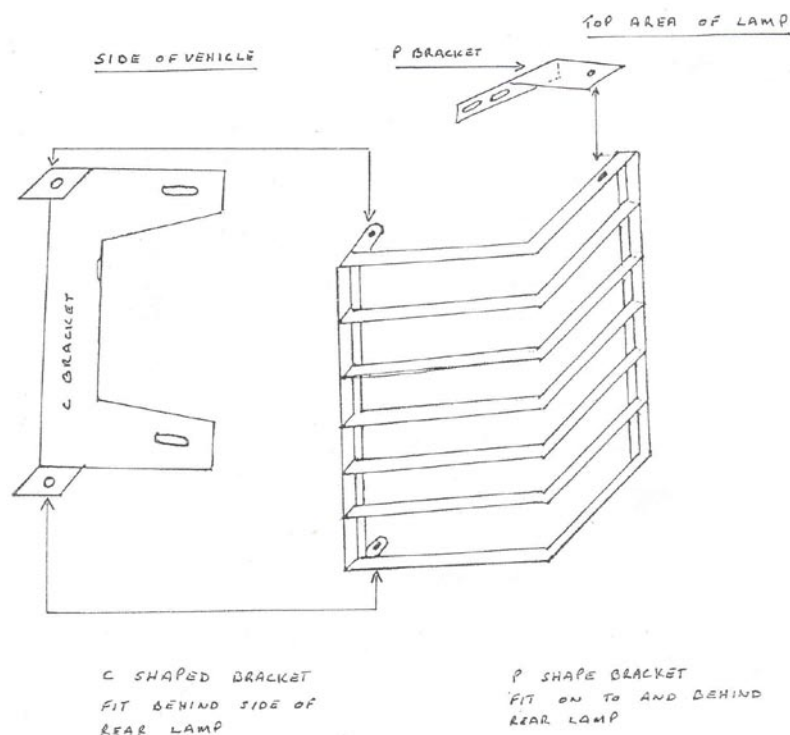 TOP AREA OF LAMP
SIDE OF VEHICLE
P BRACKET
C BRACKET
C SHAPED BRACKET
FIT BEHIND SIDE OF
REAR LAMP
P SHAPE BRACKET
FIT ON TO AND BEHIND
REAR LAMP